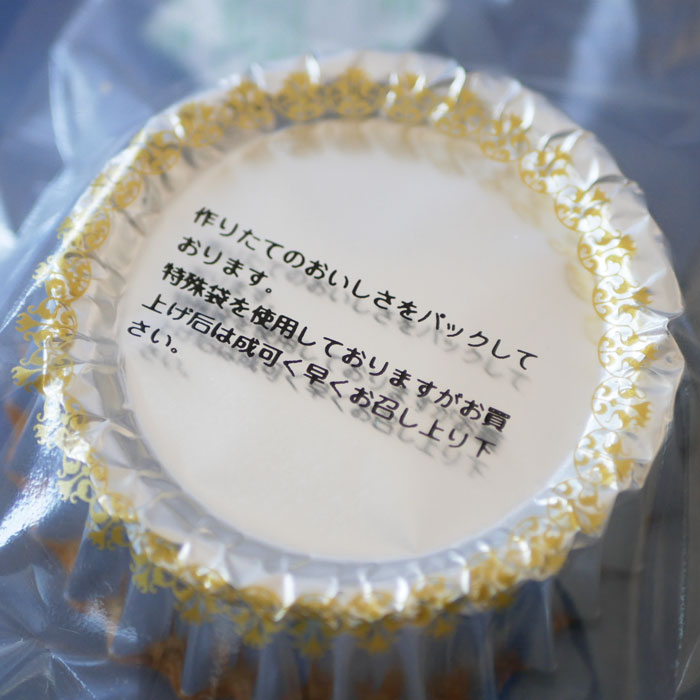 作りたてのおいしさをパックして
おります。
特殊袋を使用しておりますがお買
上げ后は成可く早くお召し上り下
さい。